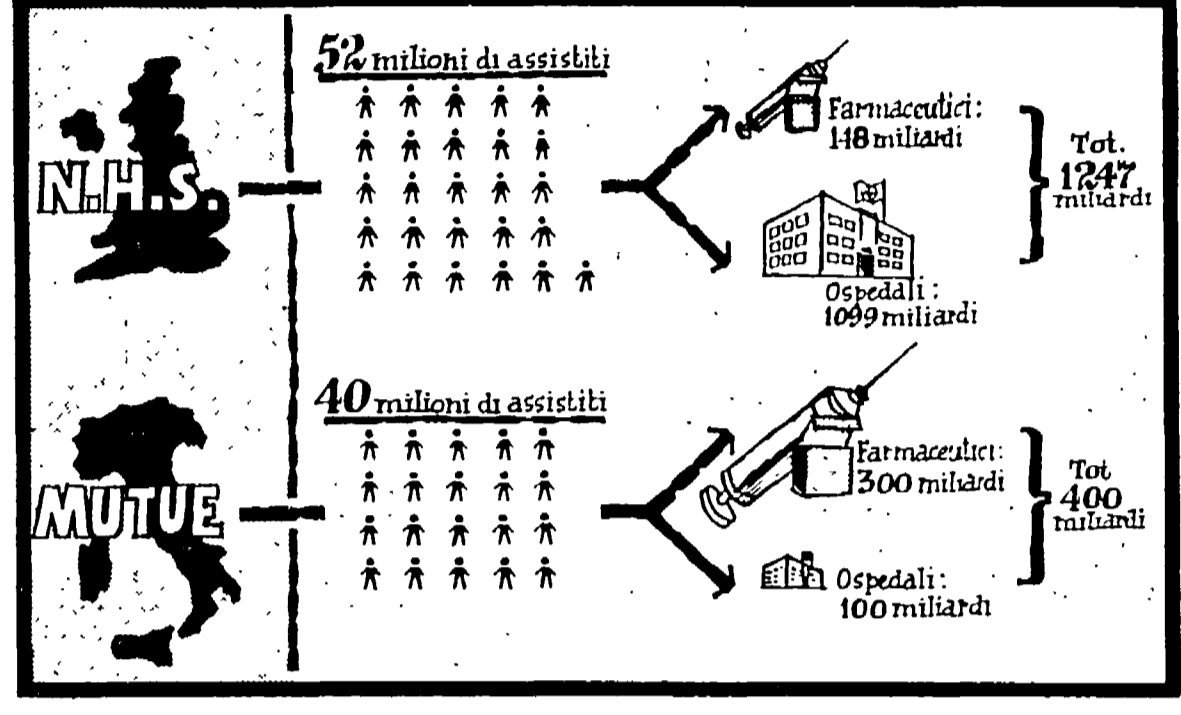 N.H.S.
52 milioni di assistiti
Farmaceutici:
148 miliardi
Ospedali:
1099 miliardi
Tot.
1247
miliardi
MUTUE
40 milioni di assistiti
Farmaceutici:
300 miliardi
Ospedali:
100 miliardi
Tot
400
miliardi